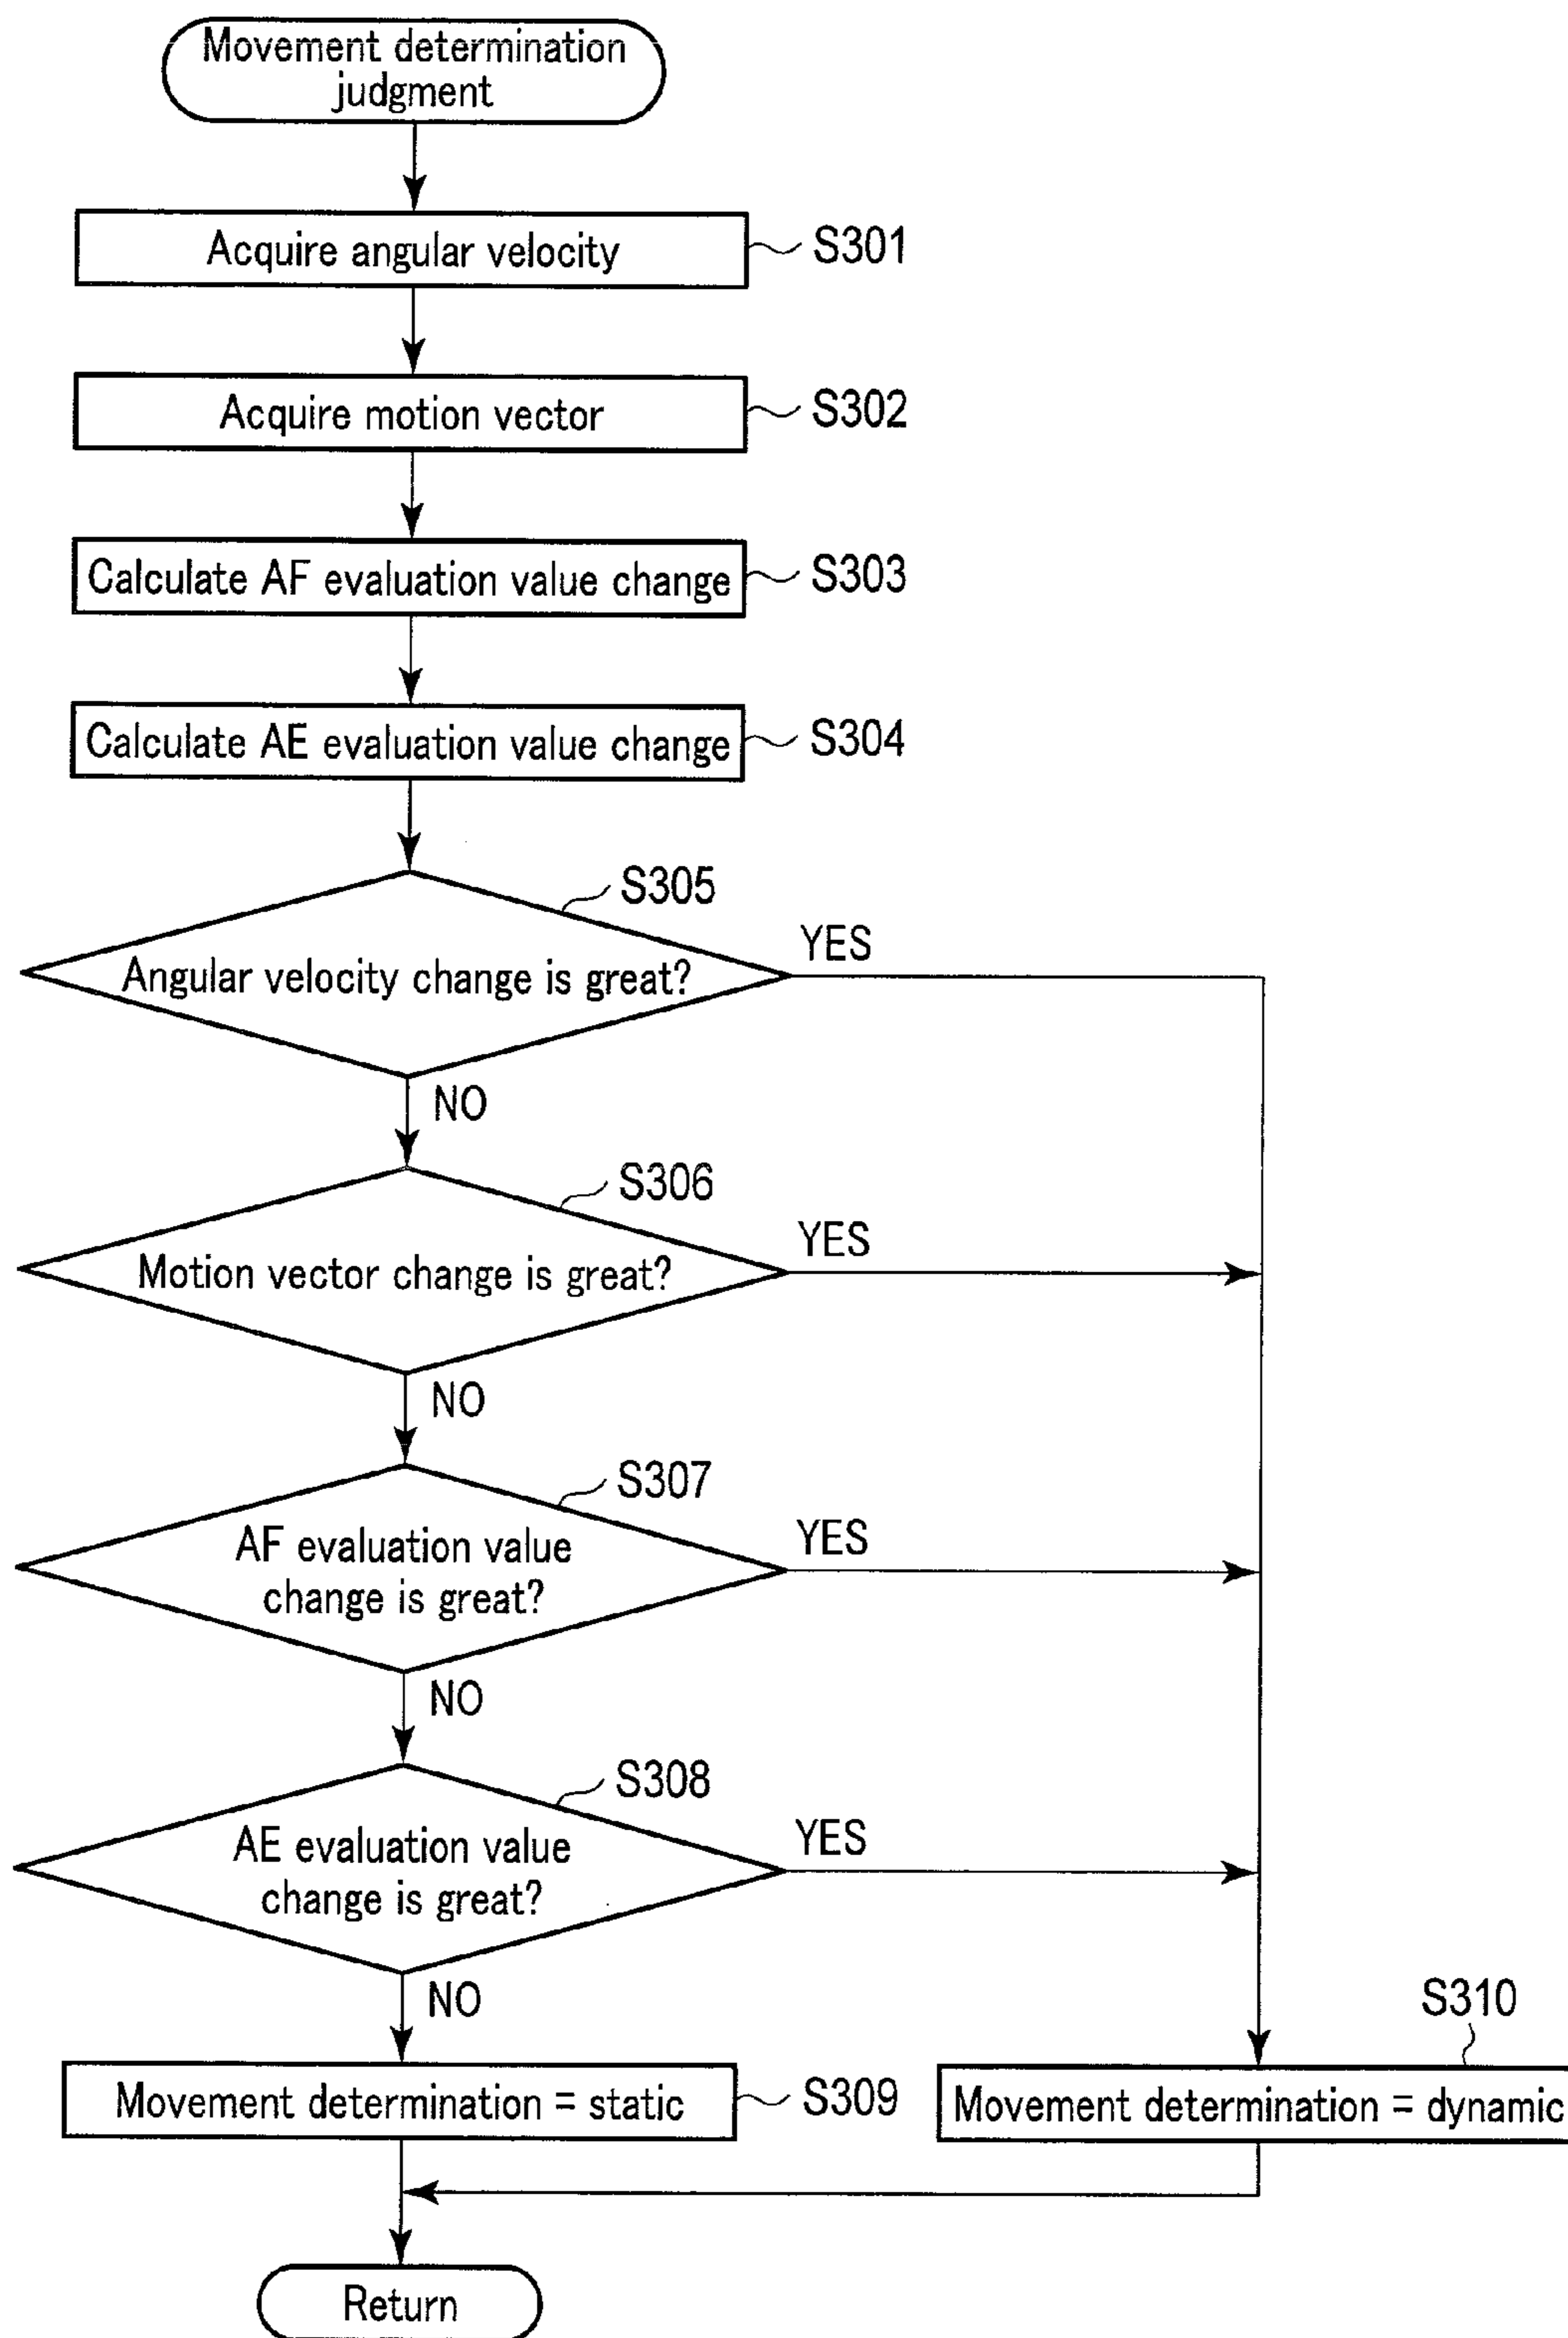 Movement determination
judgment
Acquire angular velocity
S301
Acquire motion vector
S302
Calculate AF evaluation value change
S303
Calculate AE evaluation value change
S304
S305
Angular velocity change is great?
YES
NO
S306
Motion vector change is great?
YES
NO
S307
AF evaluation value
change is great?
YES
NO
S308
AE evaluation value
change is great?
YES
NO
Movement determination = static
S309
S310
Movement determination = dynamic
Return